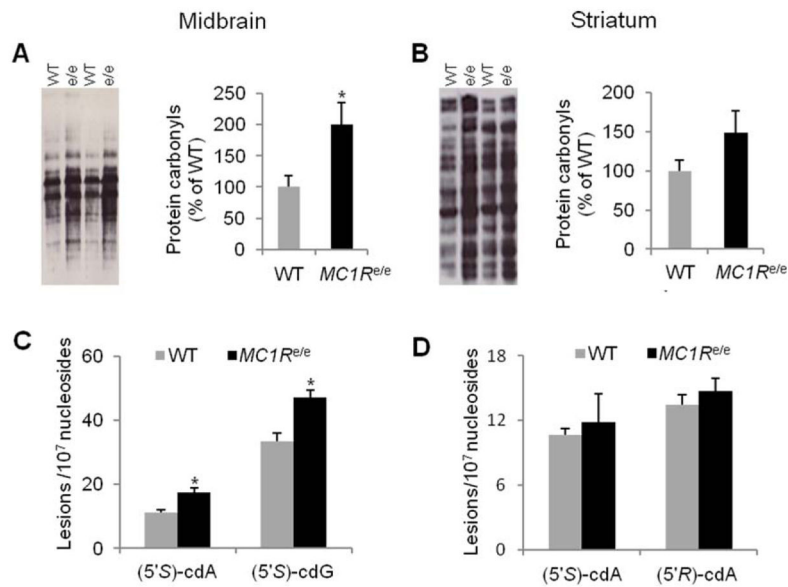 Midbrain
Striatum
A
WT e/e WT e/e
250
200
150
100
50
0
Protein carbonyls
(% of WT)
*
WT MC1Re/e
B
WT e/e WT e/e
200
150
100
50
0
Protein carbonyls
(% of WT)
WT MC1Re/e
C
WT MC1Re/e
60
40
20
0
Lesions /10⁷ nucleosides
*
*
(5'S)-cdA (5'S)-cdG
D
WT MC1Re/e
18
12
6
0
Lesions/10⁷ nucleosides
(5'S)-cdA (5'R)-cdA